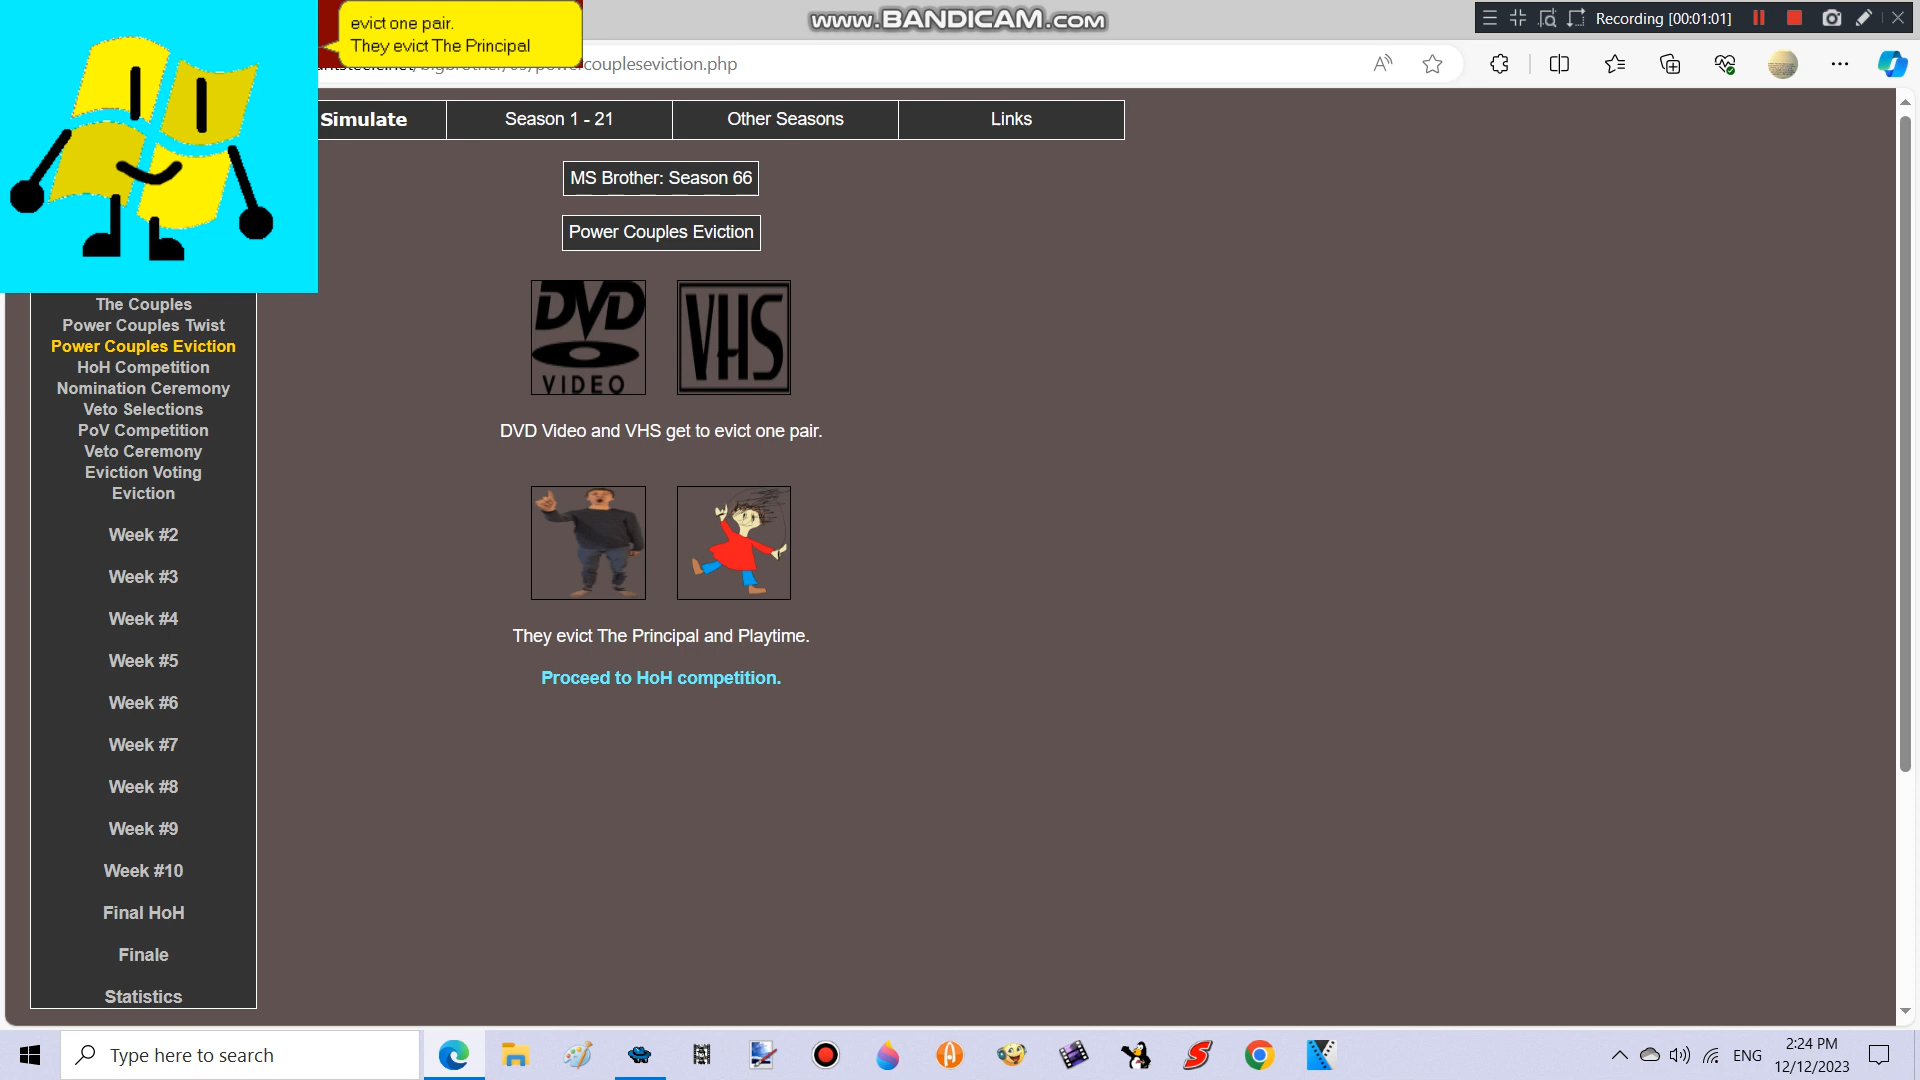 evict one pair.
They evict The Principal
www.BANDICAM.com
Recording [00:01:01]
powercoupleseviction.php
Simulate
Season 1 - 21
Other Seasons
Links
MS Brother: Season 66
Power Couples Eviction
DVD
VIDEO
VHS
DVD Video and VHS get to evict one pair.
They evict The Principal and Playtime.
Proceed to HoH competition.
The Couples
Power Couples Twist
Power Couples Eviction
HoH Competition
Nomination Ceremony
Veto Selections
PoV Competition
Veto Ceremony
Eviction Voting
Eviction
Week #2
Week #3
Week #4
Week #5
Week #6
Week #7
Week #8
Week #9
Week #10
Final HoH
Finale
Statistics
Type here to search
ENG
2:24 PM
12/12/2023